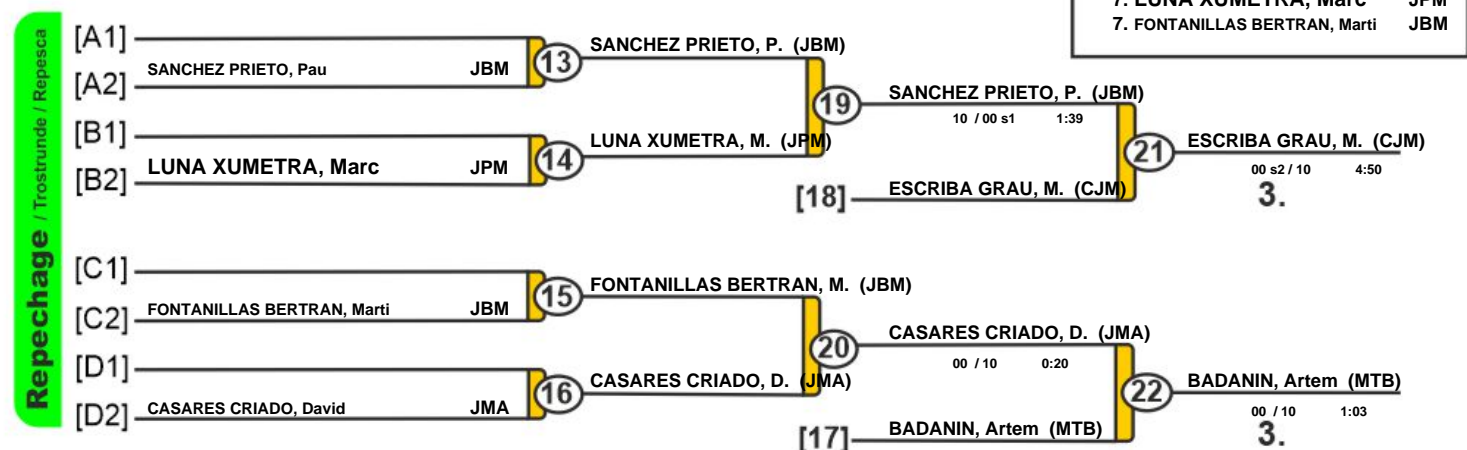 7. LUNA XUMETRA, Marc JPM
7. FONTANILLAS BERTRAN, Marti JBM
Repechage / Trostrunde / Repesca
[A1]
SANCHEZ PRIETO, Pau JBM
[A2]
13
SANCHEZ PRIETO, P. (JBM)
[B1]
LUNA XUMETRA, Marc JPM
[B2]
14
LUNA XUMETRA, M. (JPM)
19
SANCHEZ PRIETO, P. (JBM)
10 / 00 s1 1:39
[18]
ESCRIBA GRAU, M. (CJM)
21
ESCRIBA GRAU, M. (CJM)
00 s2 / 10 4:50
3.
[C1]
FONTANILLAS BERTRAN, Marti JBM
[C2]
15
FONTANILLAS BERTRAN, M. (JBM)
[D1]
CASARES CRIADO, David JMA
[D2]
16
CASARES CRIADO, D. (JMA)
20
CASARES CRIADO, D. (JMA)
00 / 10 0:20
[17]
BADANIN, Artem (MTB)
22
BADANIN, Artem (MTB)
00 / 10 1:03
3.